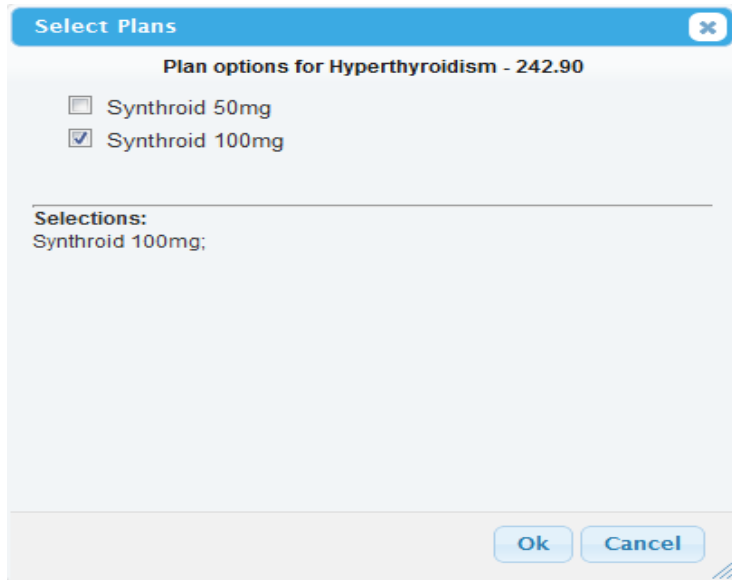 Select Plans
Plan options for Hyperthyroidism - 242.90
Synthroid 50mg
Synthroid 100mg
Selections:
Synthroid 100mg;
Ok Cancel